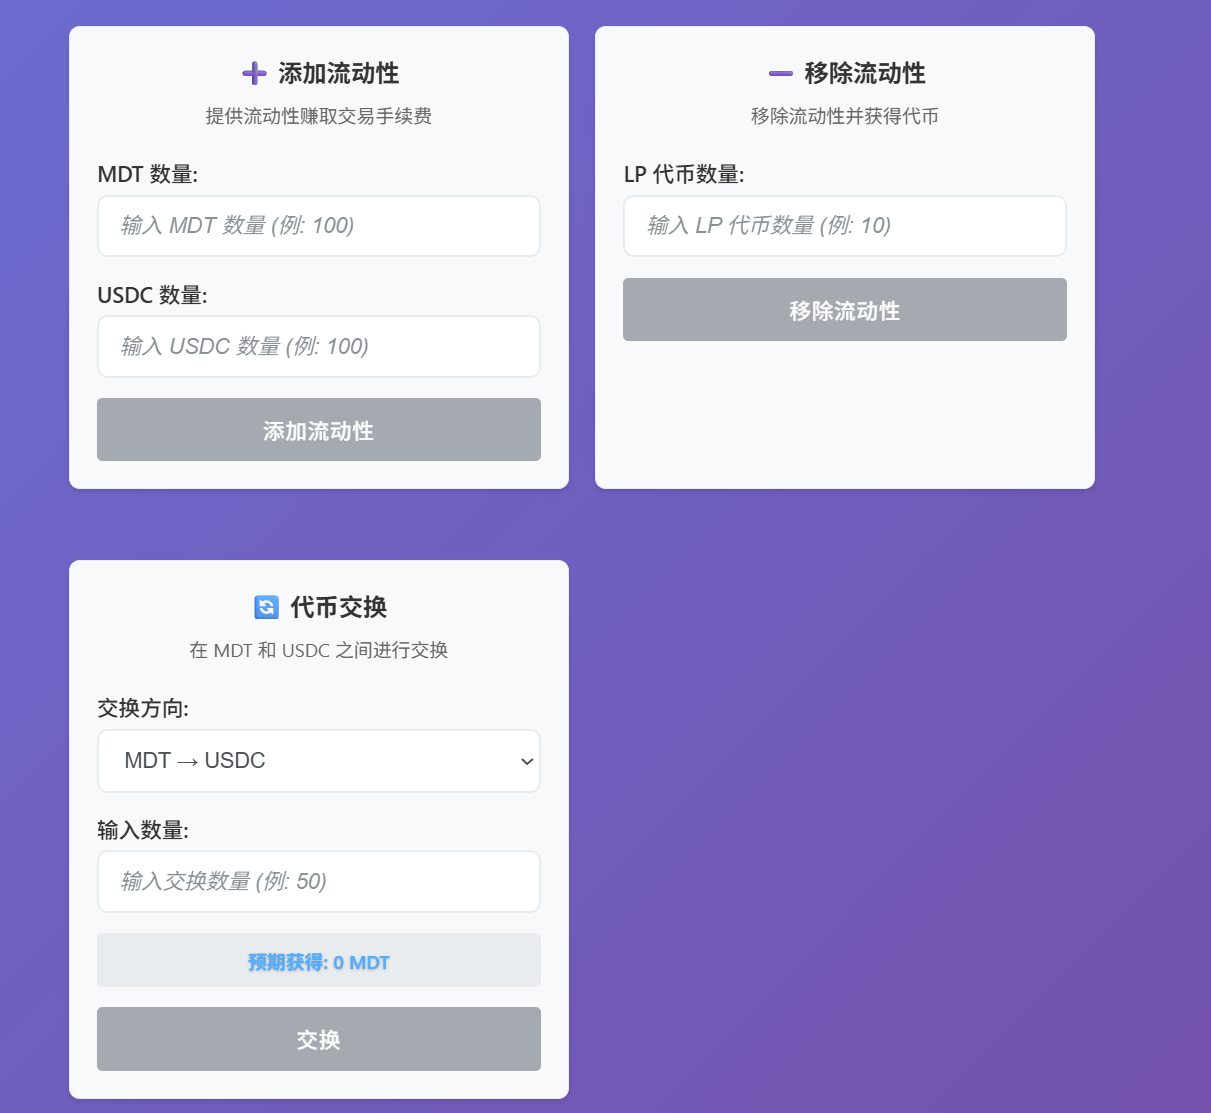 添加流动性
提供流动性赚取交易手续费
MDT 数量:
输入 MDT 数量 (例: 100)
USDC 数量:
输入 USDC 数量 (例: 100)
添加流动性
移除流动性
移除流动性并获得代币
LP 代币数量:
输入 LP 代币数量 (例: 10)
移除流动性
代币交换
在 MDT 和 USDC 之间进行交换
交换方向:
MDT → USDC
输入数量:
输入交换数量 (例: 50)
预期获得: 0 MDT
交换